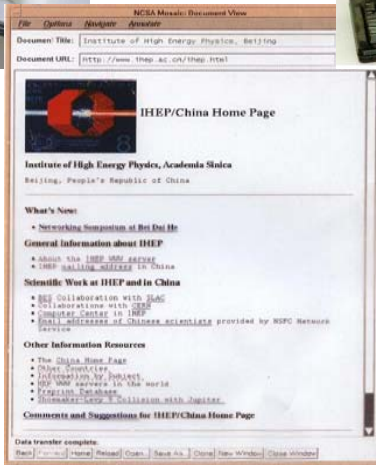 NCSA Mosaic: Document View
File Options Navigate Annotate
Document Title: Institute of High Energy Physics, Beijing
Document URL: http://www.ihep.ac.cn/ihep.html
IHEP/China Home Page
Institute of High Energy Physics, Academia Sinica
Beijing, People's Republic of China
What's New:
• Networking Symposium at Bei Dai He
General Information about IHEP
• About the IHEP WWW server
• IHEP mailing address in China
Scientific Work at IHEP and in China
• BES Collaboration with SLAC
• Collaborations with CERN
• Computer Center in IHEP
• Email addresses of Chinese scientists provided by NSFC Network
Service
Other Information Resources
• The China Home Page
• Other Countries
• Information by Subject
• HEP WWW servers in the world
• Preprint Database
• Shoemaker-Levy 9 Collision with Jupiter
Comments and Suggestions for IHEP/China Home Page
Data transfer complete.
Back Forward Home Reload Open... Save As... Clone New Window Close Window